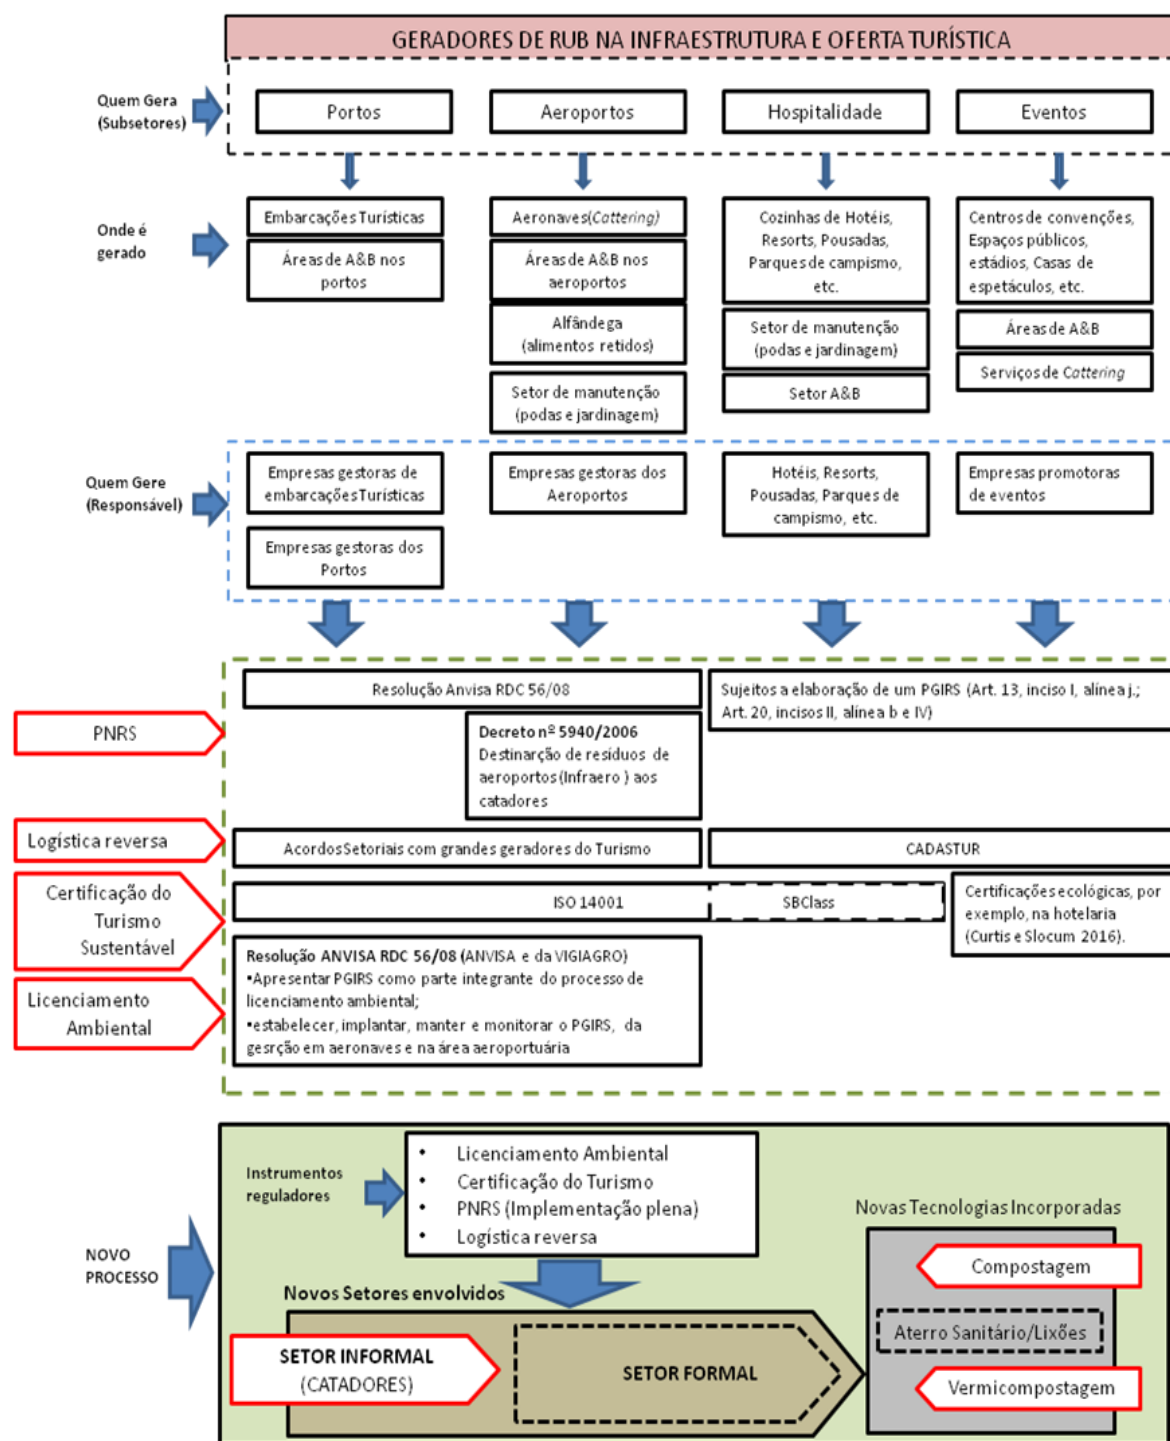 GERADORES DE RUB NA INFRAESTRUTURA E OFERTA TURÍSTICA
Quem Gera
(Subsetores)
Portos
Aeroportos
Hospitalidade
Eventos
Onde é
gerado
Embarcações Turísticas
Áreas de A&B nos
portos
Aeronaves(Cattering)
Áreas de A&B nos
aeroportos
Alfândega
(alimentos retidos)
Setor de manutenção
(podas e jardinagem)
Cozinhas de Hotéis,
Resorts, Pousadas,
Parques de campismo,
etc.
Setor de manutenção
(podas e jardinagem)
Setor A&B
Centros de convenções,
Espaços públicos,
estádios, Casas de
espetáculos, etc.
Áreas de A&B
Serviços de Cattering
Quem Gere
(Responsável)
Empresas gestoras de
embarcações Turísticas
Empresas gestoras dos
Portos
Empresas gestoras dos
Aeroportos
Hotéis, Resorts,
Pousadas, Parques de
campismo, etc.
Empresas promotoras
de eventos
PNRS
Resolução Anvisa RDC 56/08
Sujeitos a elaboração de um PGIRS (Art. 13, inciso I, alínea j.;
Art. 20, incisos II, alínea b e IV)
Decreto nº 5940/2006
Destinarção de resíduos de
aeroportos (Infraero ) aos
catadores
Logística reversa
Acordos Setoriais com grandes geradores do Turismo
CADASTUR
Certificação do
Turismo
Sustentável
ISO 14001
SBClass
Certificações ecológicas, por
exemplo, na hotelaria
(Curtis e Slocum 2016).
Licenciamento
Ambiental
Resolução ANVISA RDC 56/08 (ANVISA e da VIGIAGRO)
▪Apresentar PGIRS como parte integrante do processo de
licenciamento ambiental;
▪estabelecer, implantar, manter e monitorar o PGIRS, da
gesrção em aeronaves e na área aeroportuária
NOVO
PROCESSO
Instrumentos
reguladores
• Licenciamento Ambiental
• Certificação do Turismo
• PNRS (Implementação plena)
• Logística reversa
Novos Setores envolvidos
SETOR INFORMAL
(CATADORES)
SETOR FORMAL
Novas Tecnologias Incorporadas
Compostagem
Aterro Sanitário/Lixões
Vermicompostagem